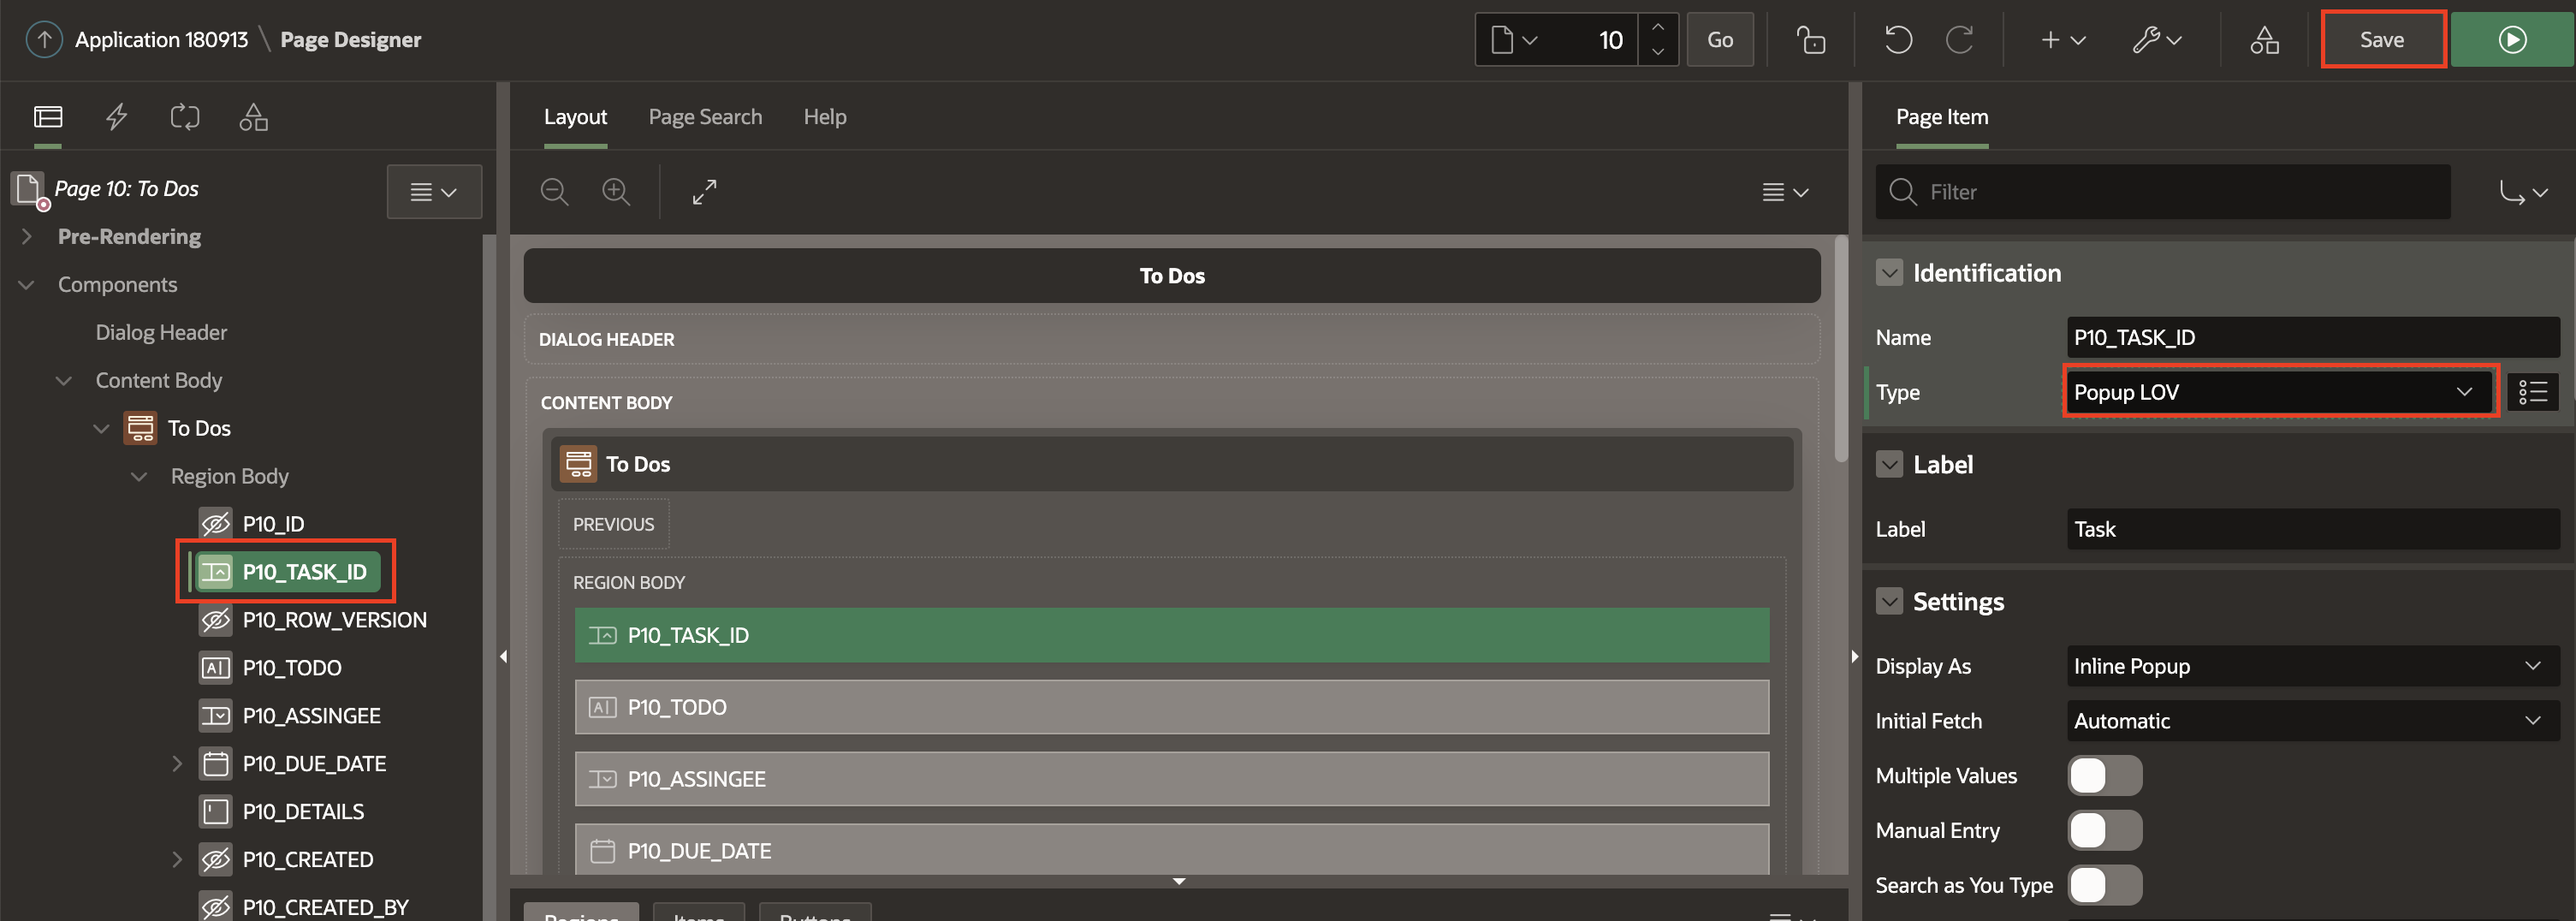 Application 180913 \ Page Designer
10
Go
Save
Layout
Page Search
Help
Page Item
Page 10: To Dos
Pre-Rendering
Components
Dialog Header
Content Body
To Dos
Region Body
P10_ID
P10_TASK_ID
P10_ROW_VERSION
P10_TODO
P10_ASSINGEE
P10_DUE_DATE
P10_DETAILS
P10_CREATED
P10_CREATED_BY
To Dos
DIALOG HEADER
CONTENT BODY
To Dos
PREVIOUS
REGION BODY
P10_TASK_ID
P10_TODO
P10_ASSINGEE
P10_DUE_DATE
Regions
Items
Buttons
Filter
Identification
Name P10_TASK_ID
Type Popup LOV
Label
Label Task
Settings
Display As Inline Popup
Initial Fetch Automatic
Multiple Values
Manual Entry
Search as You Type